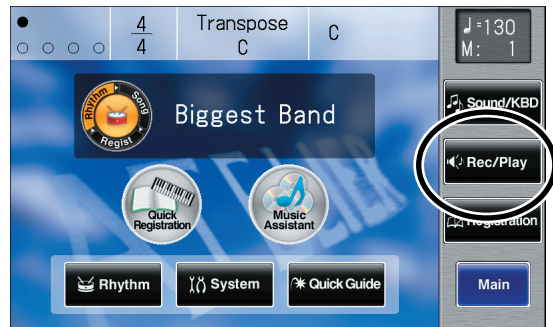 4
4
Transpose
C
C
♩=130
M: 1
Rhythm
Song
Regist
Biggest Band
Sound/KBD
Rec/Play
Quick
Registration
Music
Assistant
Registration
Rhythm
System
Quick Guide
Main
ATELIER